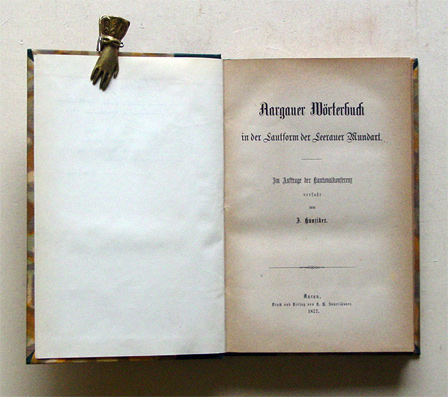 Aargauer Wörterbuch
in der Lautform der Leerauer Mundart.
Im Auftrage der Kantonalkonferenz
verfaßt
von
J. Hunziker.
Aarau,
Druck und Verlag von H. R. Sauerländer.
1877.